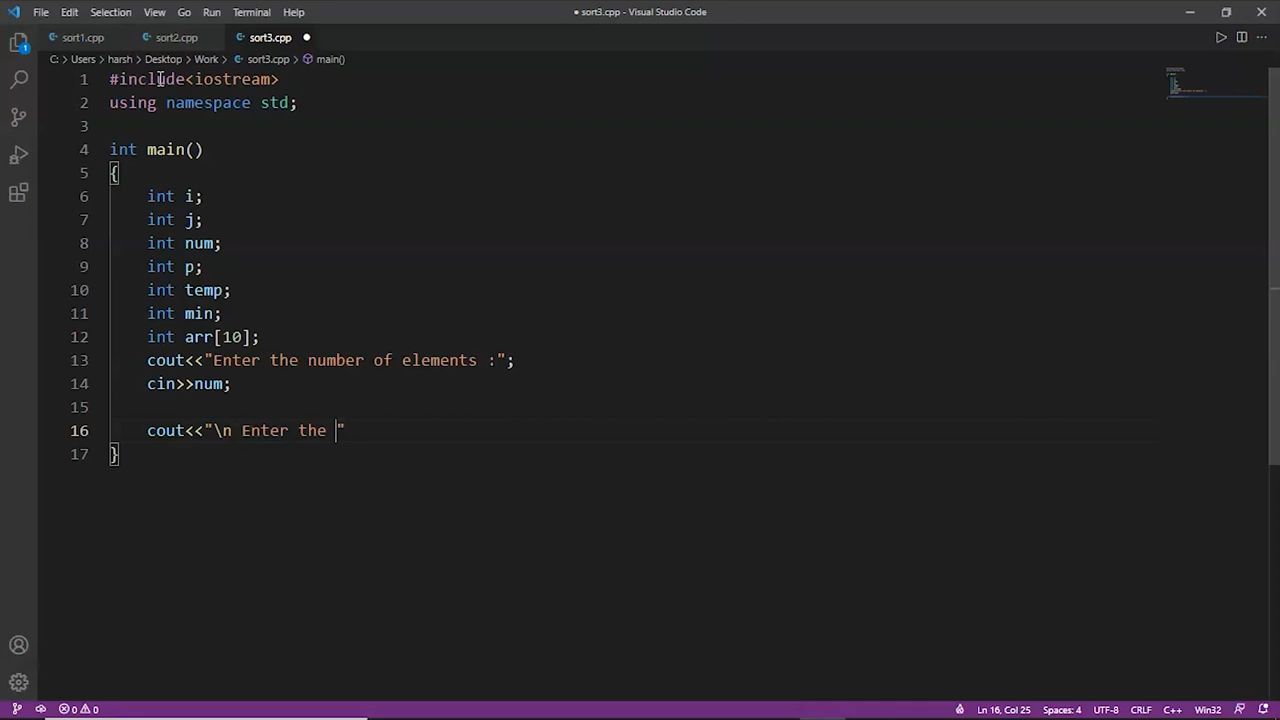 File Edit Selection View Go Run Terminal Help ● sort3.cpp - Visual Studio Code
sort1.cpp sort2.cpp sort3.cpp ●
C: > Users > harsh > Desktop > Work > sort3.cpp > main()
1 #include<iostream>
2 using namespace std;
3
4 int main()
5 {
6 int i;
7 int j;
8 int num;
9 int p;
10 int temp;
11 int min;
12 int arr[10];
13 cout<<"Enter the number of elements :";
14 cin>>num;
15
16 cout<<"\n Enter the "
17 }
1
0 0 Ln 16, Col 25 Spaces: 4 UTF-8 CRLF C++ Win32